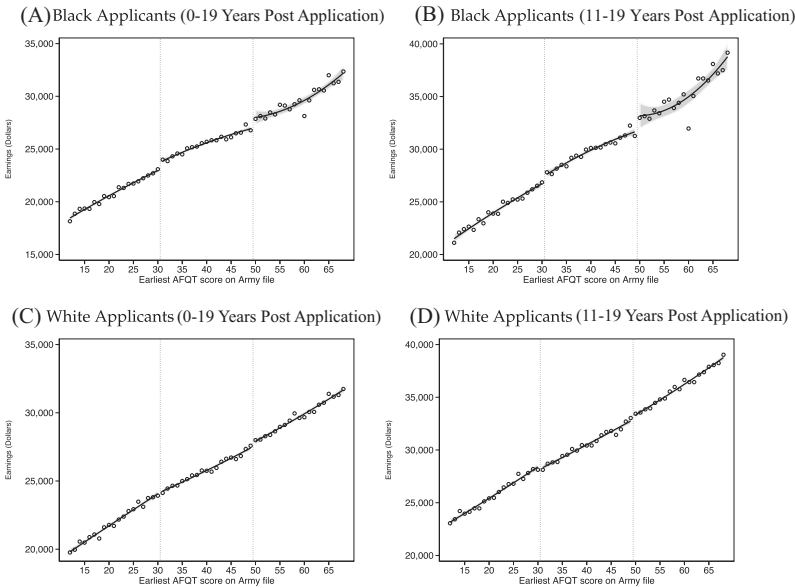 (A) Black Applicants (0-19 Years Post Application)
35,000
30,000
25,000
20,000
15,000
Earnings (Dollars)
15 20 25 30 35 40 45 50 55 60 65
Earliest AFQT score on Army file
(B) Black Applicants (11-19 Years Post Application)
40,000
35,000
30,000
25,000
20,000
Earnings (Dollars)
15 20 25 30 35 40 45 50 55 60 65
Earliest AFQT score on Army file
(C) White Applicants (0-19 Years Post Application)
35,000
30,000
25,000
20,000
Earnings (Dollars)
15 20 25 30 35 40 45 50 55 60 65
Earliest AFQT score on Army file
(D) White Applicants (11-19 Years Post Application)
40,000
35,000
30,000
25,000
20,000
Earnings (Dollars)
15 20 25 30 35 40 45 50 55 60 65
Earliest AFQT score on Army file